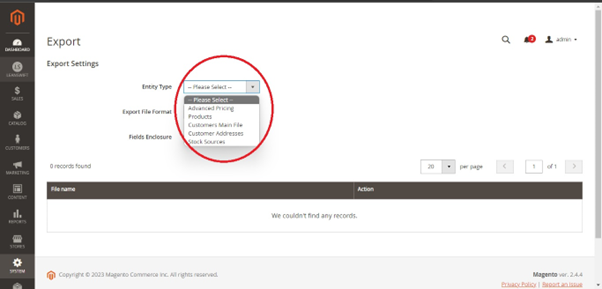 Export
2
admin
DASHBOARD
SALES
CATALOG
CUSTOMERS
MARKETING
CONTENT
REPORTS
STORES
SYSTEM
Export Settings
Entity Type
-- Please Select --
-- Please Select --
Advanced Pricing
Products
Customers Main File
Customer Addresses
Stock Sources
Export File Format
Fields Enclosure
0 records found
20 per page 1 of 1
File name Action
We couldn't find any records.
Copyright © 2023 Magento Commerce Inc. All rights reserved.
Magento ver. 2.4.4
Privacy Policy | Report an Issue